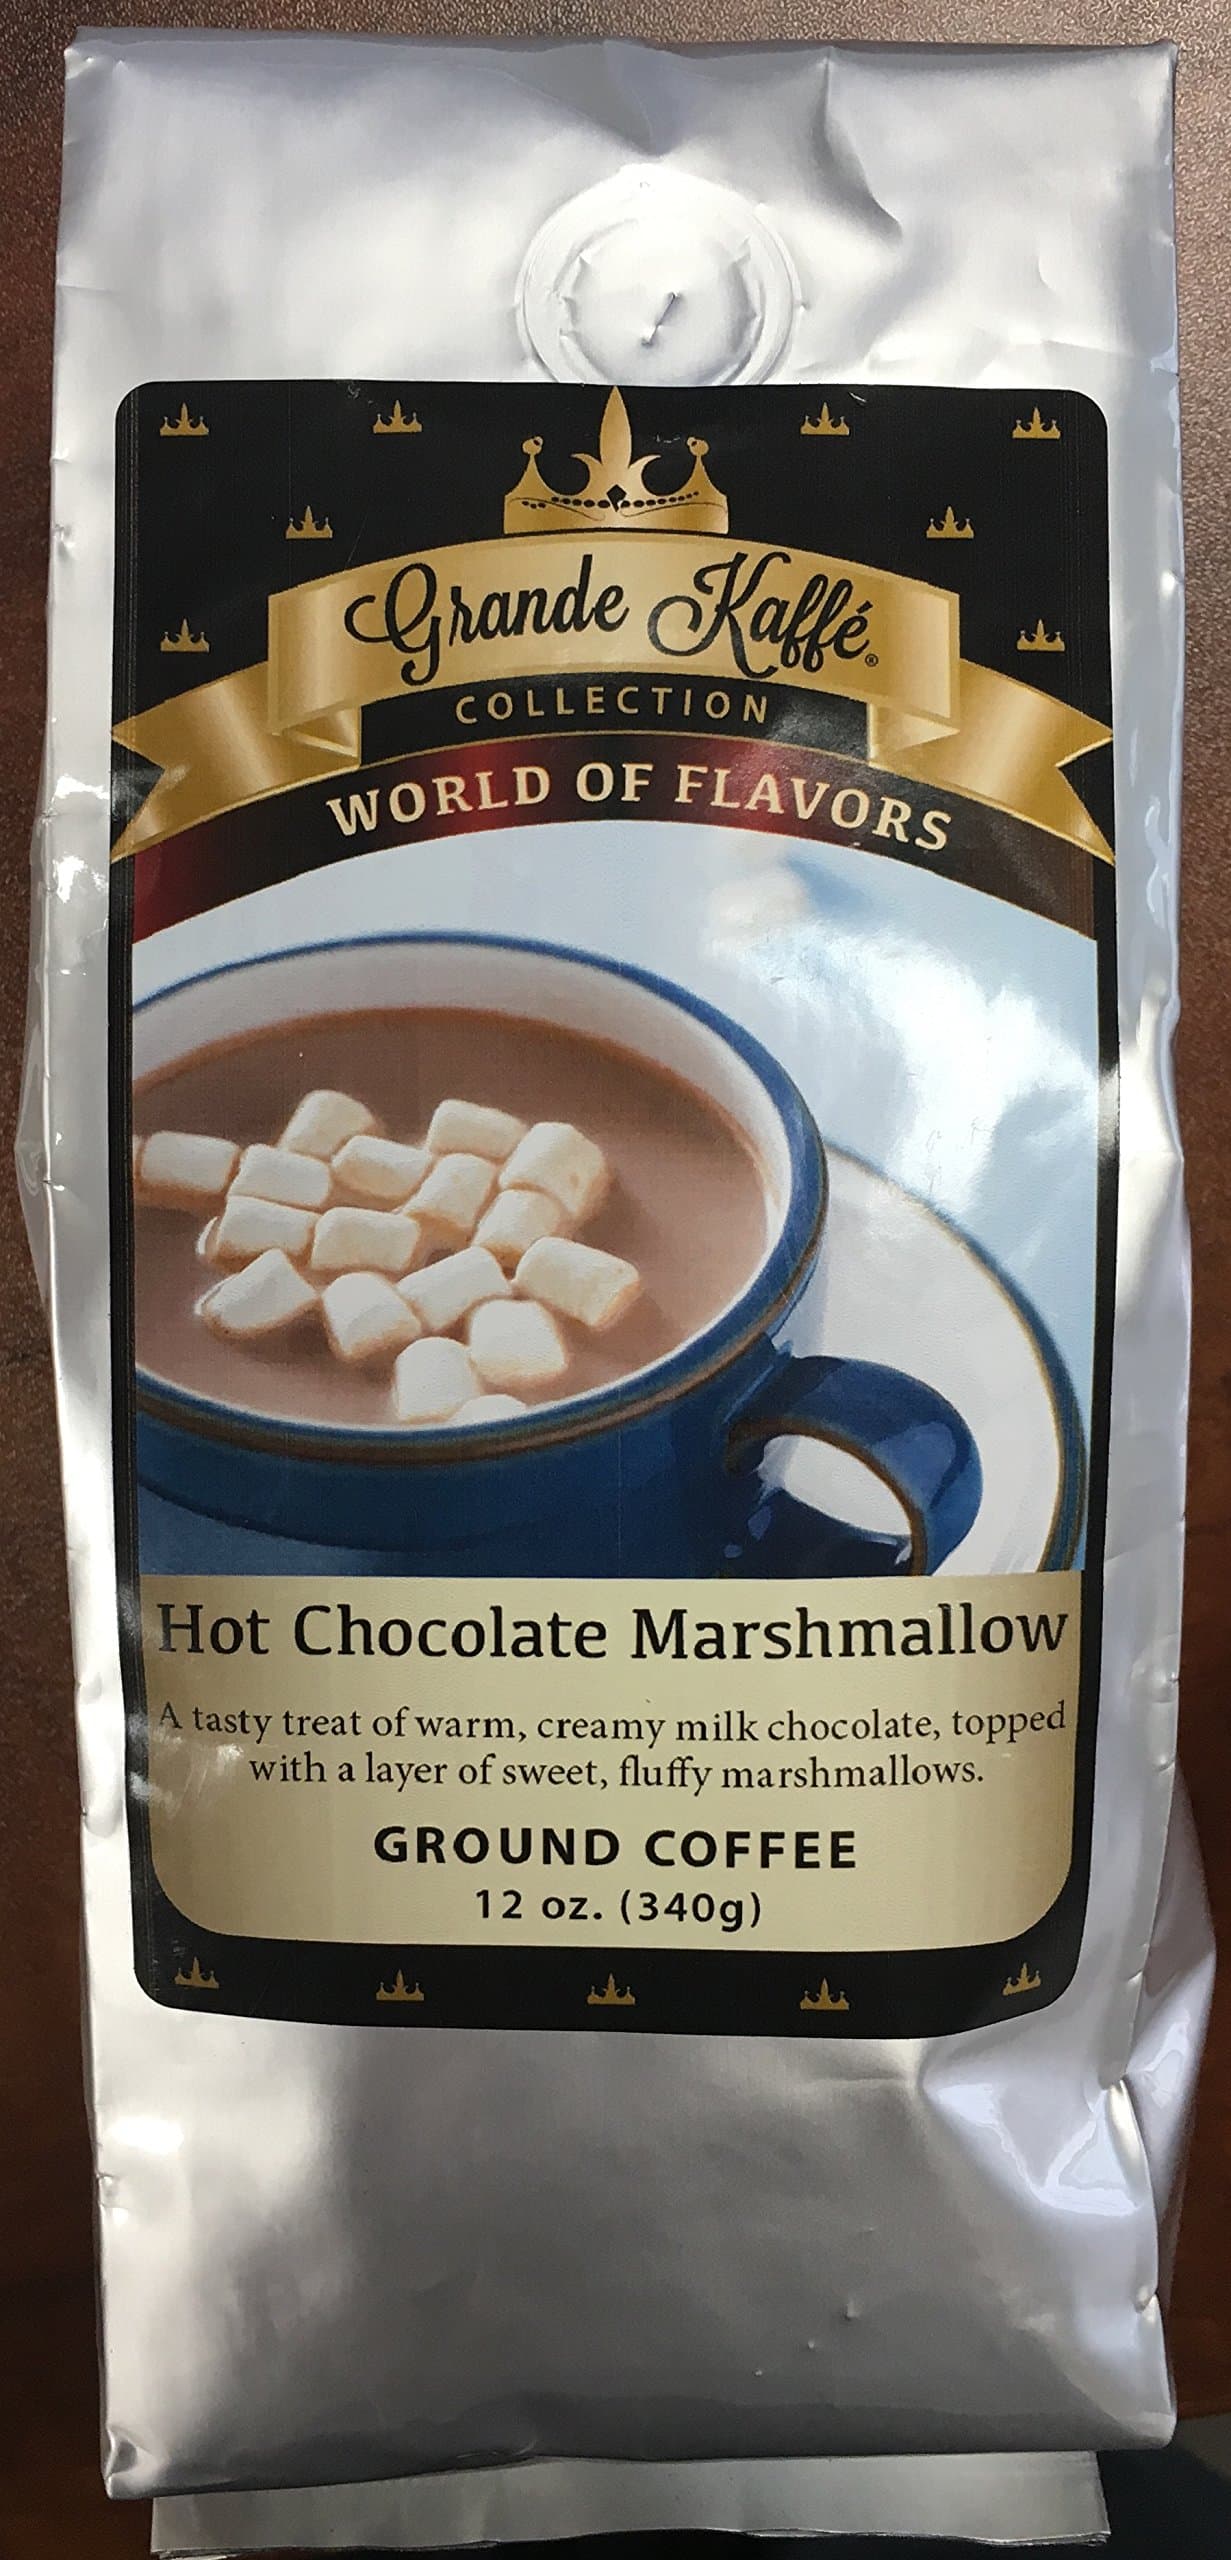 Grande Kaffé®
COLLECTION
WORLD OF FLAVORS
Hot Chocolate Marshmallow
A tasty treat of warm, creamy milk chocolate, topped
with a layer of sweet, fluffy marshmallows.
GROUND COFFEE
12 oz. (340g)